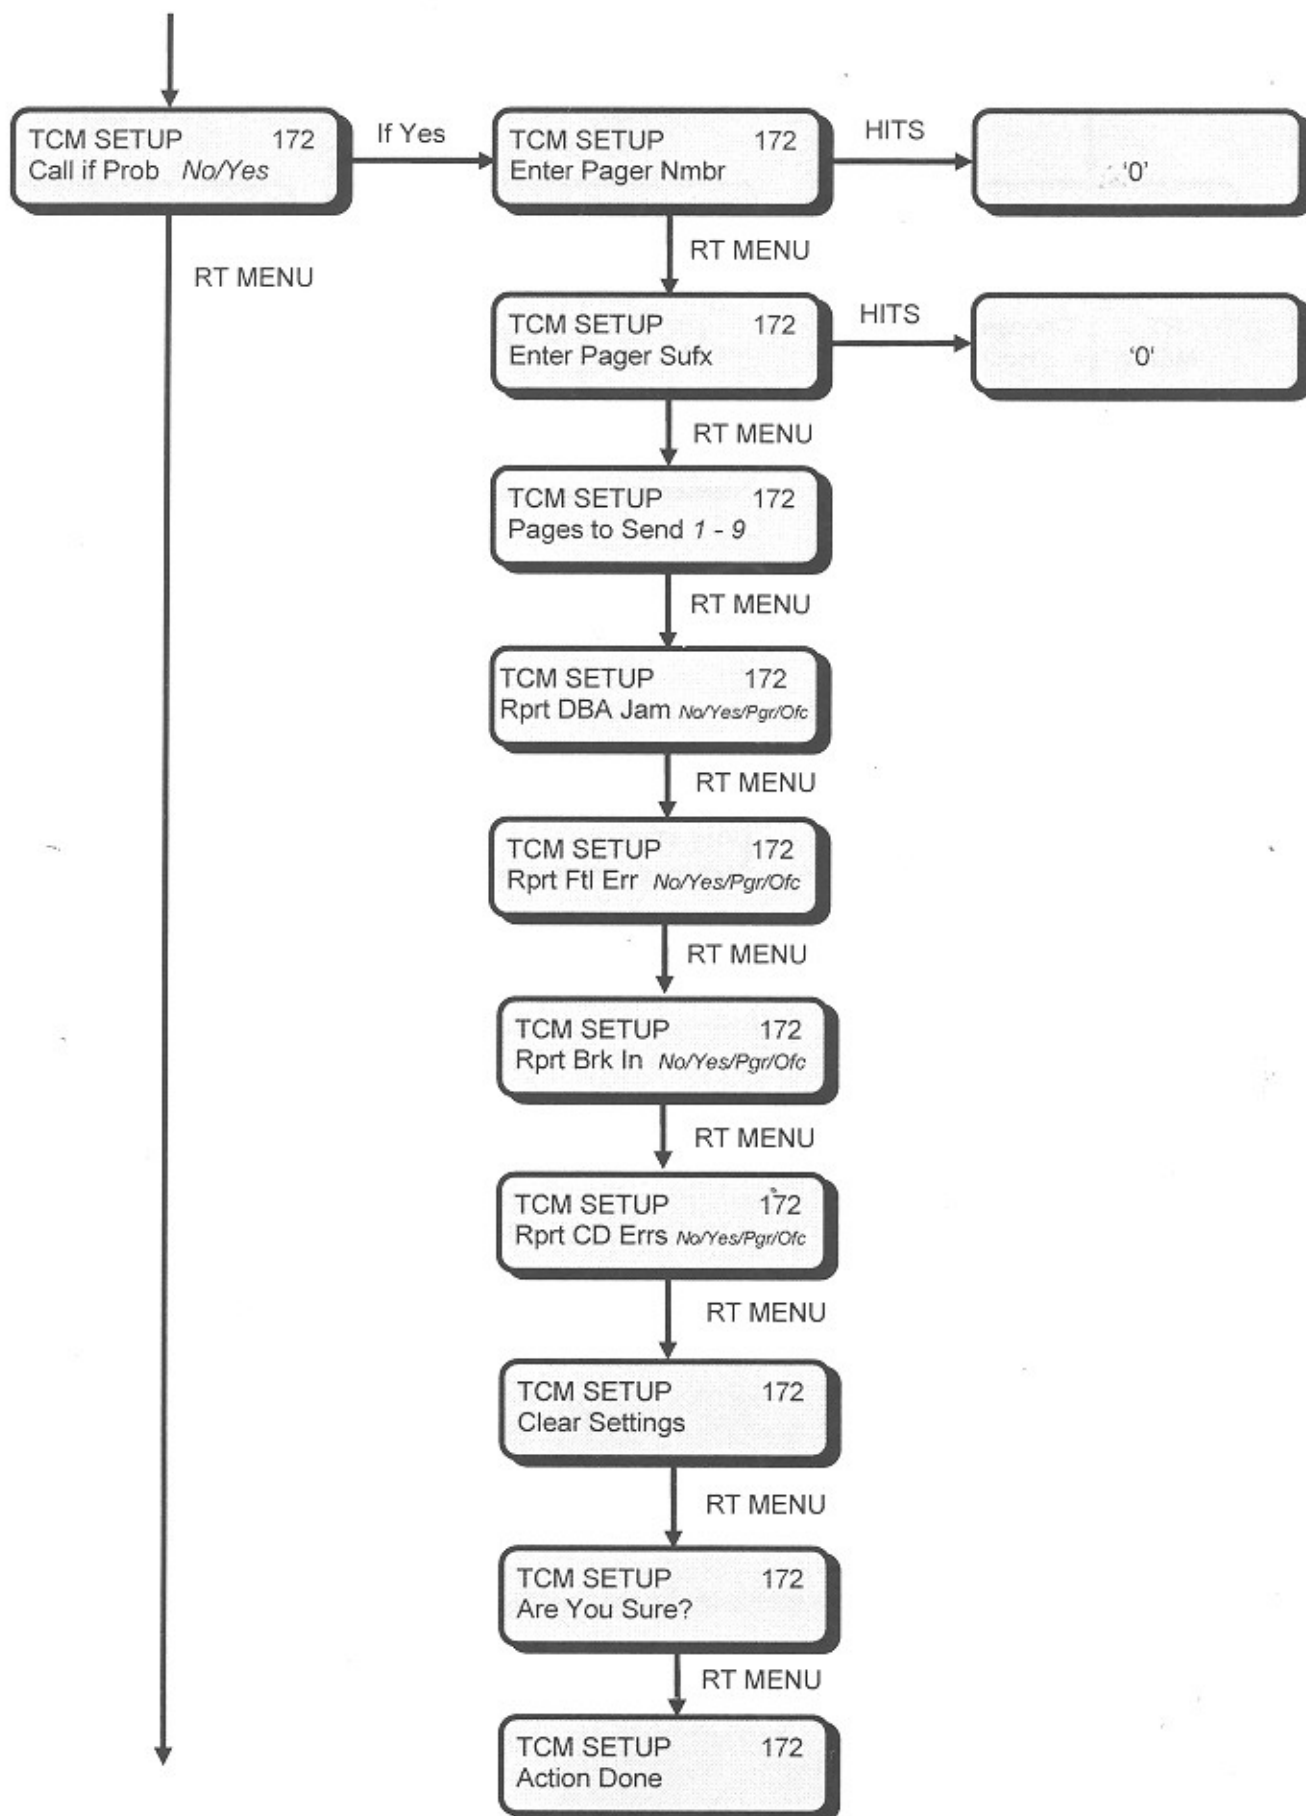 TCM SETUP 172
Call if Prob No/Yes
If Yes
TCM SETUP 172
Enter Pager Nmbr
HITS
'0'
RT MENU
RT MENU
TCM SETUP 172
Enter Pager Sufx
HITS
'0'
RT MENU
TCM SETUP 172
Pages to Send 1 - 9
RT MENU
TCM SETUP 172
Rprt DBA Jam No/Yes/Pgr/Ofc
RT MENU
TCM SETUP 172
Rprt Ftl Err No/Yes/Pgr/Ofc
RT MENU
TCM SETUP 172
Rprt Brk In No/Yes/Pgr/Ofc
RT MENU
TCM SETUP 172
Rprt CD Errs No/Yes/Pgr/Ofc
RT MENU
TCM SETUP 172
Clear Settings
RT MENU
TCM SETUP 172
Are You Sure?
RT MENU
TCM SETUP 172
Action Done